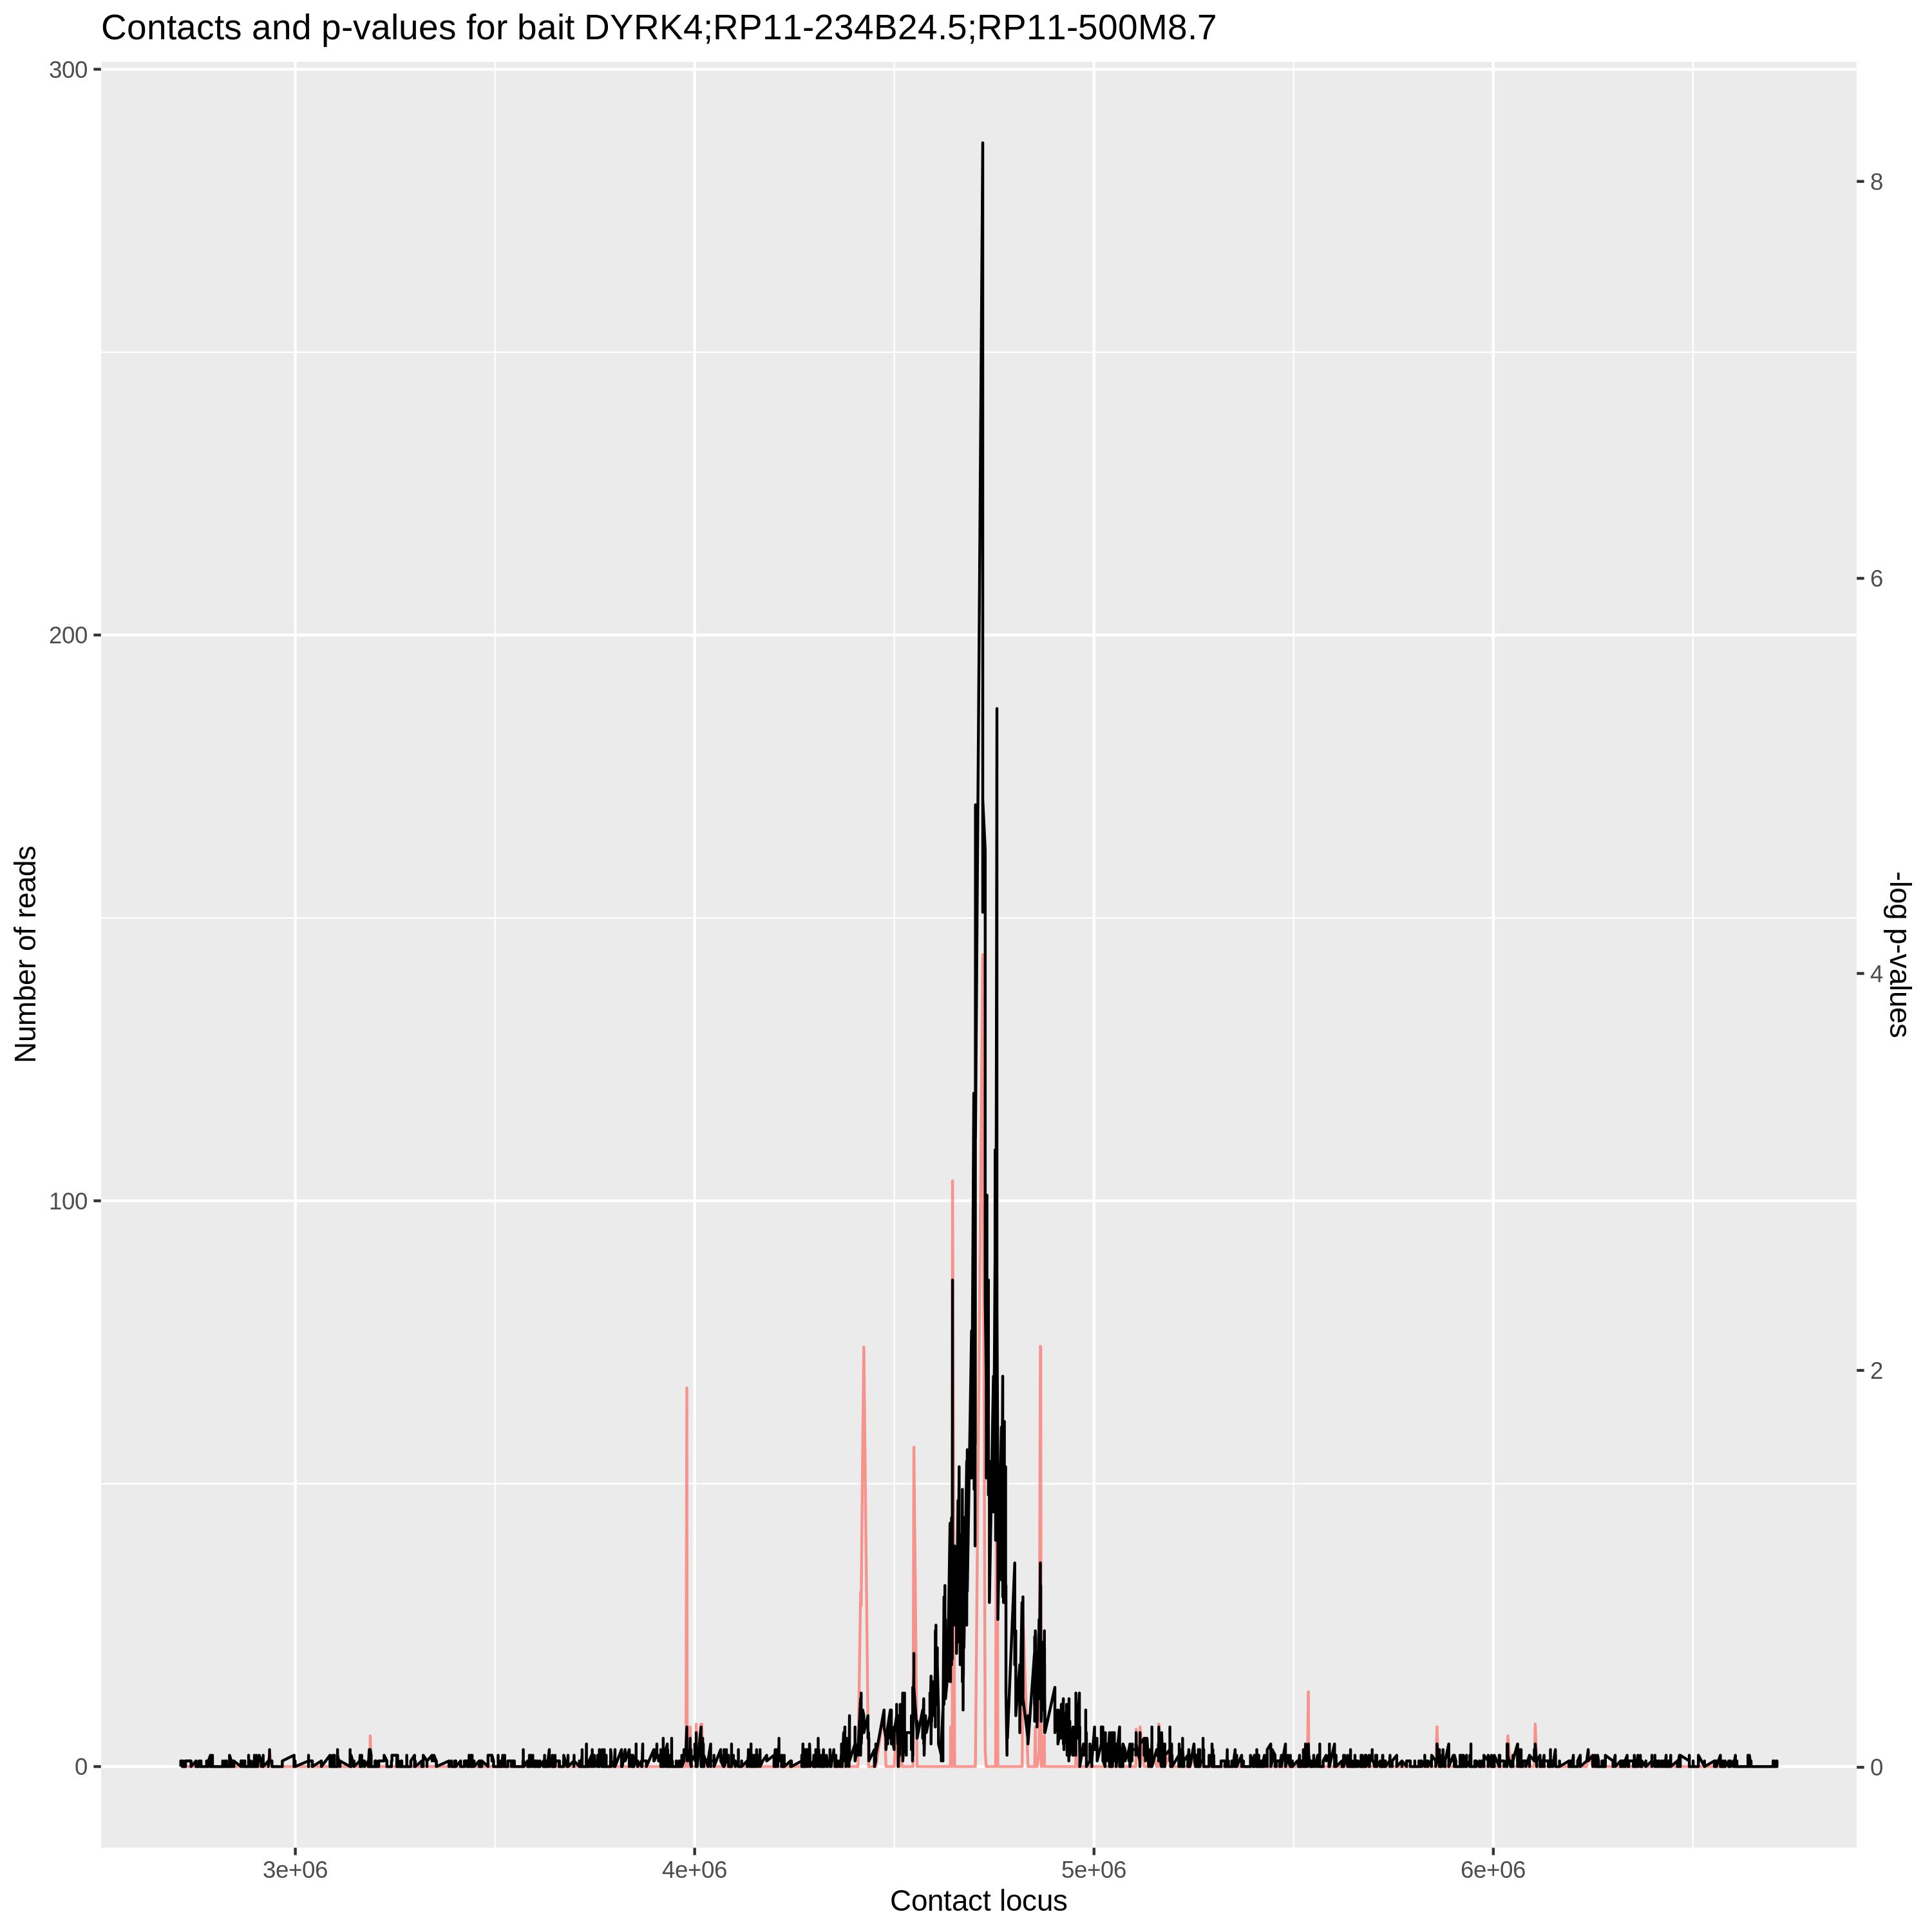 Contacts and p-values for bait DYRK4;RP11-234B24.5;RP11-500M8.7
300
200
100
0
Number of reads
8
6
4
2
0
-log p-values
3e+06
4e+06
5e+06
6e+06
Contact locus